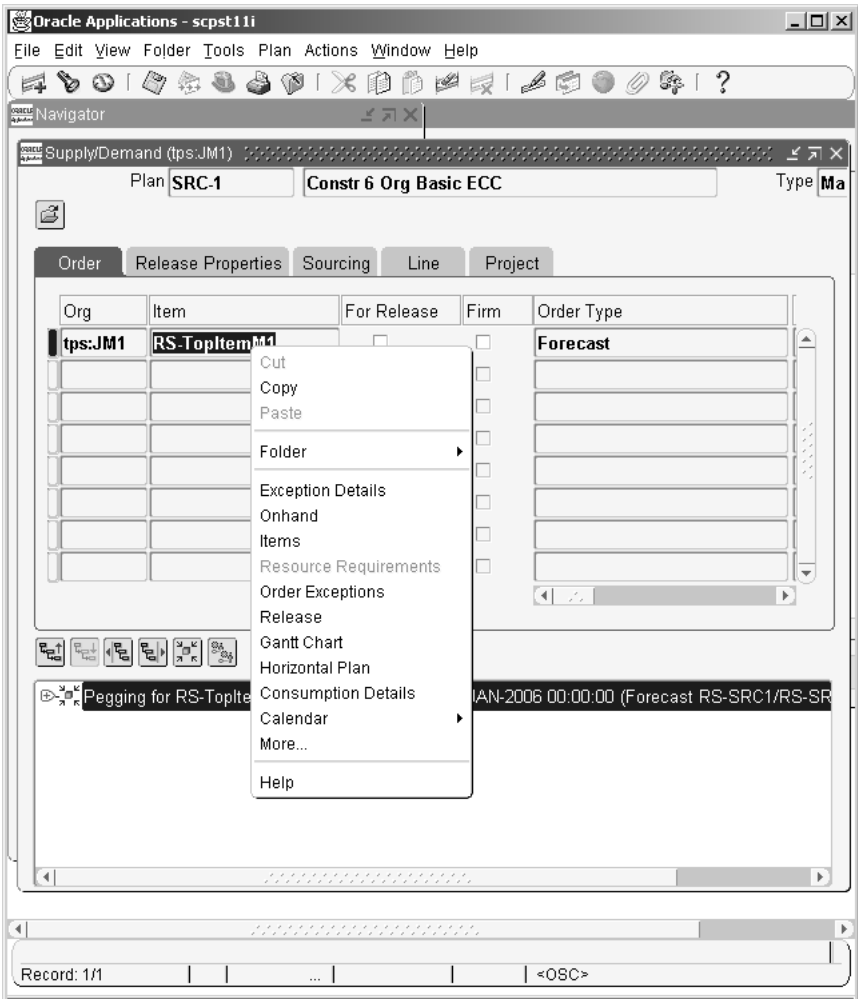 Oracle Applications - scpst11i
File Edit View Folder Tools Plan Actions Window Help
Navigator
Supply/Demand (tps:JM1)
Plan SRC-1 Constr 6 Org Basic ECC Type Ma
Order Release Properties Sourcing Line Project
Org Item For Release Firm Order Type
tps:JM1 RS-TopItemM1 Forecast
Cut
Copy
Paste
Folder
Exception Details
Onhand
Items
Resource Requirements
Order Exceptions
Release
Gantt Chart
Horizontal Plan
Consumption Details
Calendar
More...
Help
Pegging for RS-TopIte IAN-2006 00:00:00 (Forecast RS-SRC1/RS-SR
Record: 1/1 ... <OSC>